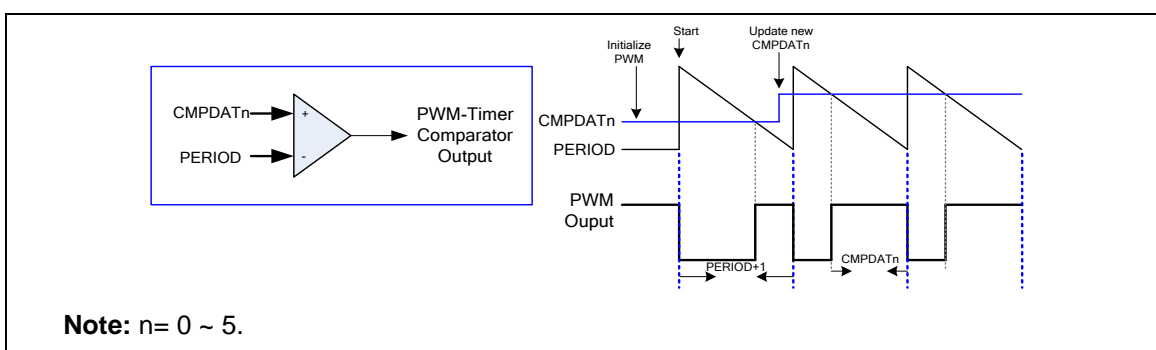 CMPDATn
PERIOD
+
-
PWM-Timer
Comparator
Output
Initialize
PWM
Start
Update new
CMPDATn
CMPDATn
PERIOD
PWM
Ouput
PERIOD+1
CMPDATn
Note: n= 0 ~ 5.